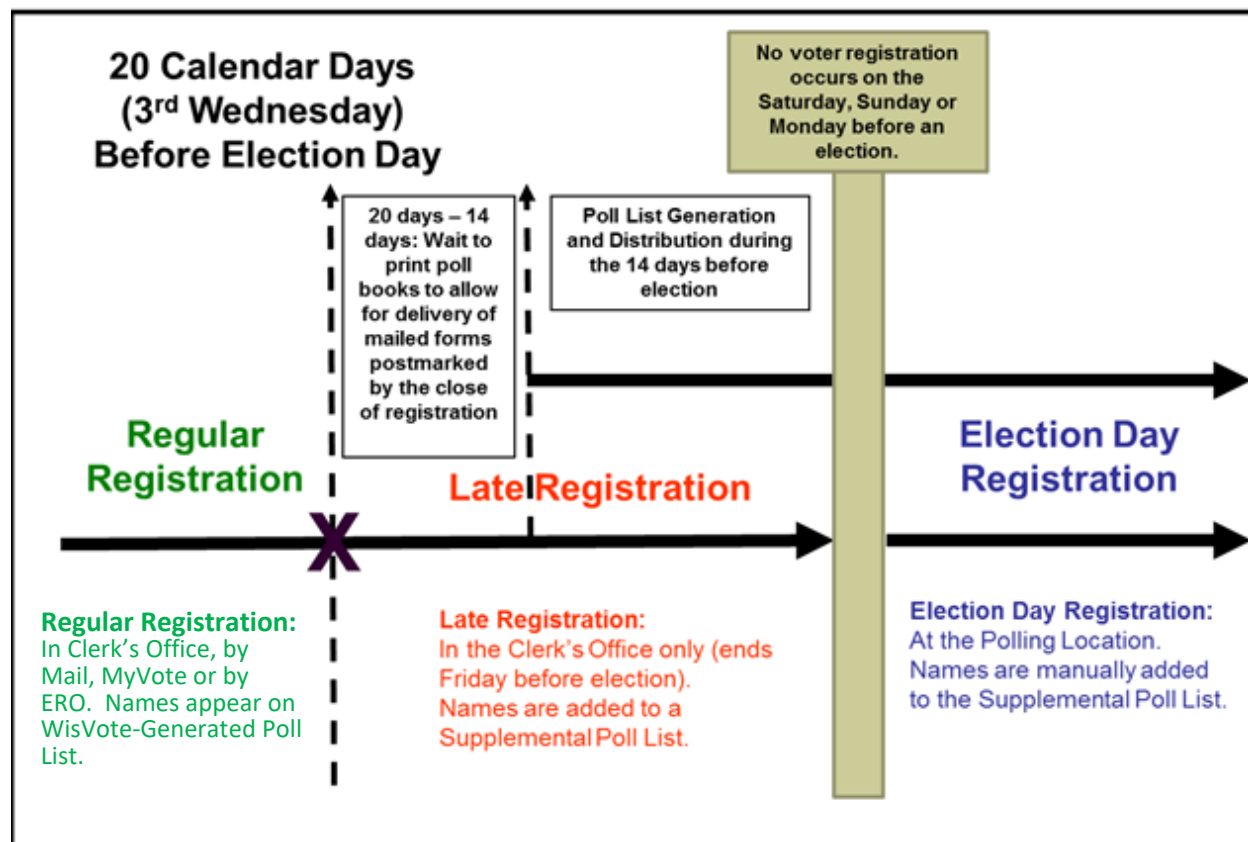 20 Calendar Days
(3rd Wednesday)
Before Election Day
No voter registration
occurs on the
Saturday, Sunday or
Monday before an
election.
20 days – 14
days: Wait to
print poll
books to allow
for delivery of
mailed forms
postmarked
by the close
of registration
Poll List Generation
and Distribution during
the 14 days before
election
Regular
Registration
Late Registration
Election Day
Registration
X
Regular Registration:
In Clerk's Office, by
Mail, MyVote or by
ERO.  Names appear on
WisVote-Generated Poll
List.
Late Registration:
In the Clerk's Office only (ends
Friday before election).
Names are added to a
Supplemental Poll List.
Election Day Registration:
At the Polling Location.
Names are manually added
to the Supplemental Poll List.